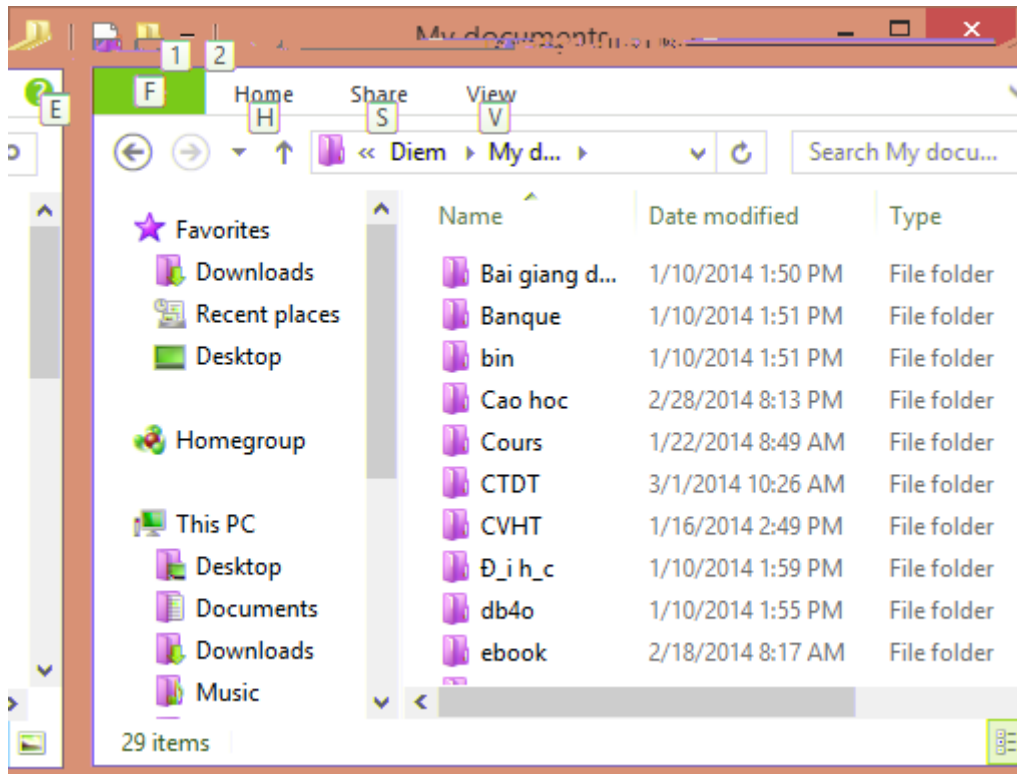 My documents
1 2
F E
Home Share View
H S V
« Diem My d... Search My docu...
Name Date modified Type
Favorites
Downloads
Recent places
Desktop
Homegroup
This PC
Desktop
Documents
Downloads
Music
Bai giang d... 1/10/2014 1:50 PM File folder
Banque 1/10/2014 1:51 PM File folder
bin 1/10/2014 1:51 PM File folder
Cao hoc 2/28/2014 8:13 PM File folder
Cours 1/22/2014 8:49 AM File folder
CTDT 3/1/2014 10:26 AM File folder
CVHT 1/16/2014 2:49 PM File folder
Đ_i h_c 1/10/2014 1:59 PM File folder
db4o 1/10/2014 1:55 PM File folder
ebook 2/18/2014 8:17 AM File folder
29 items